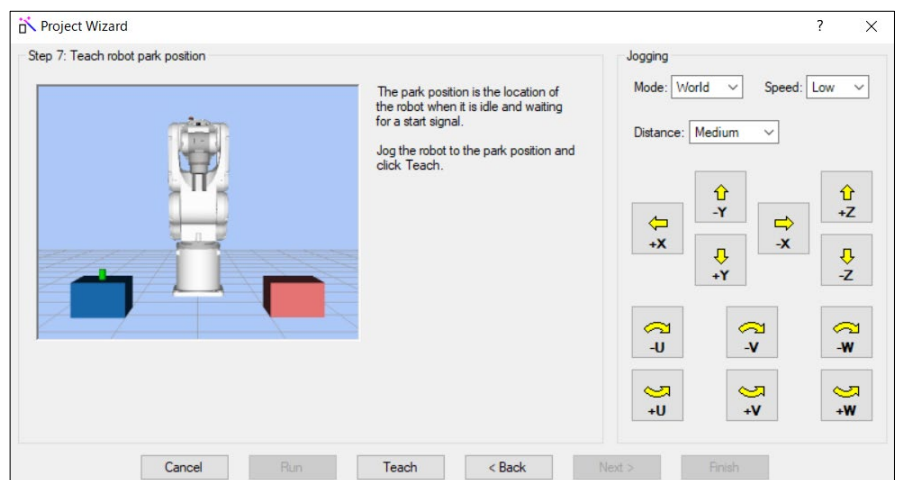 Project Wizard
?
Step 7: Teach robot park position
The park position is the location of
the robot when it is idle and waiting
for a start signal.
Jog the robot to the park position and
click Teach.
Jogging
Mode: World Speed: Low
Distance: Medium
-Y
+Z
+X
-X
+Y
-Z
-U -V -W
+U +V +W
Cancel Run Teach < Back Next > Finish